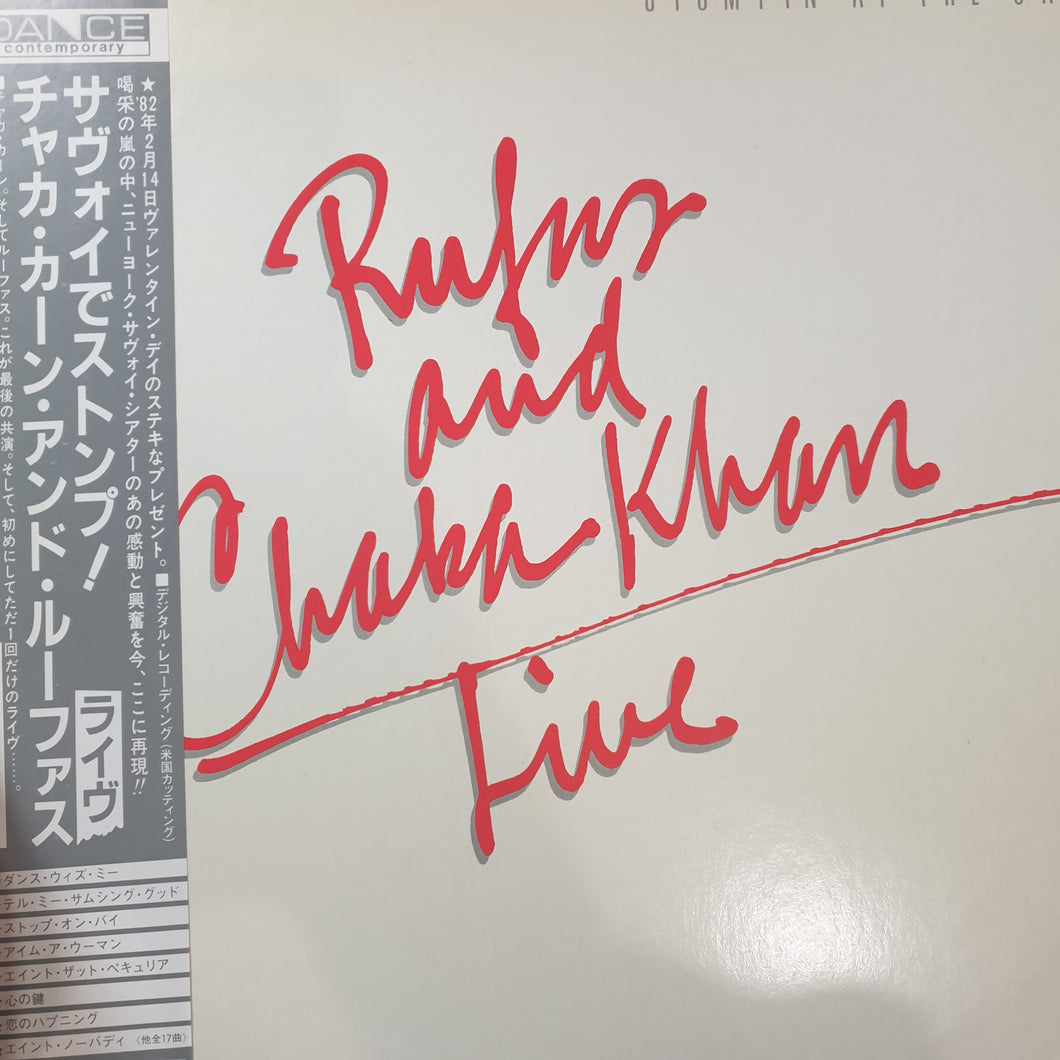 STOMPIN' AT THE SA
DANCE
contemporary
★'82年2月14日ヴァレンタイン・デイのステキなプレゼント。■デジタル・レコーディング(米国カッティング)
喝采の嵐の中、ニューヨーク・サヴォイ・シアターのあの感動と興奮を今、ここに再現!!
サヴォイでストンプ! ライヴ
チャカ・カーン・アンド・ルーファス
カーン。そしてルーファス。これが最後の共演。そして、初めにしてただ1回だけのライヴ……。
Rufus
and
Chaka Khan
Live
ダンス・ウィズ・ミー
テル・ミー・サムシング・グッド
ストップ・オン・バイ
アイム・ア・ウーマン
エイント・ザット・ペキュリア
★心の鍵
★恋のハプニング
★エイント・ノーバディ〈他全17曲〉